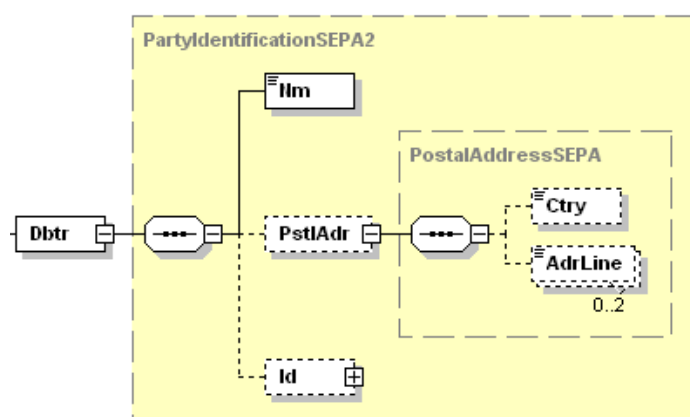 PartyIdentificationSEPA2
Nm
PostalAddressSEPA
Ctry
Dbtr
PstlAdr
AdrLine
0..2
Id